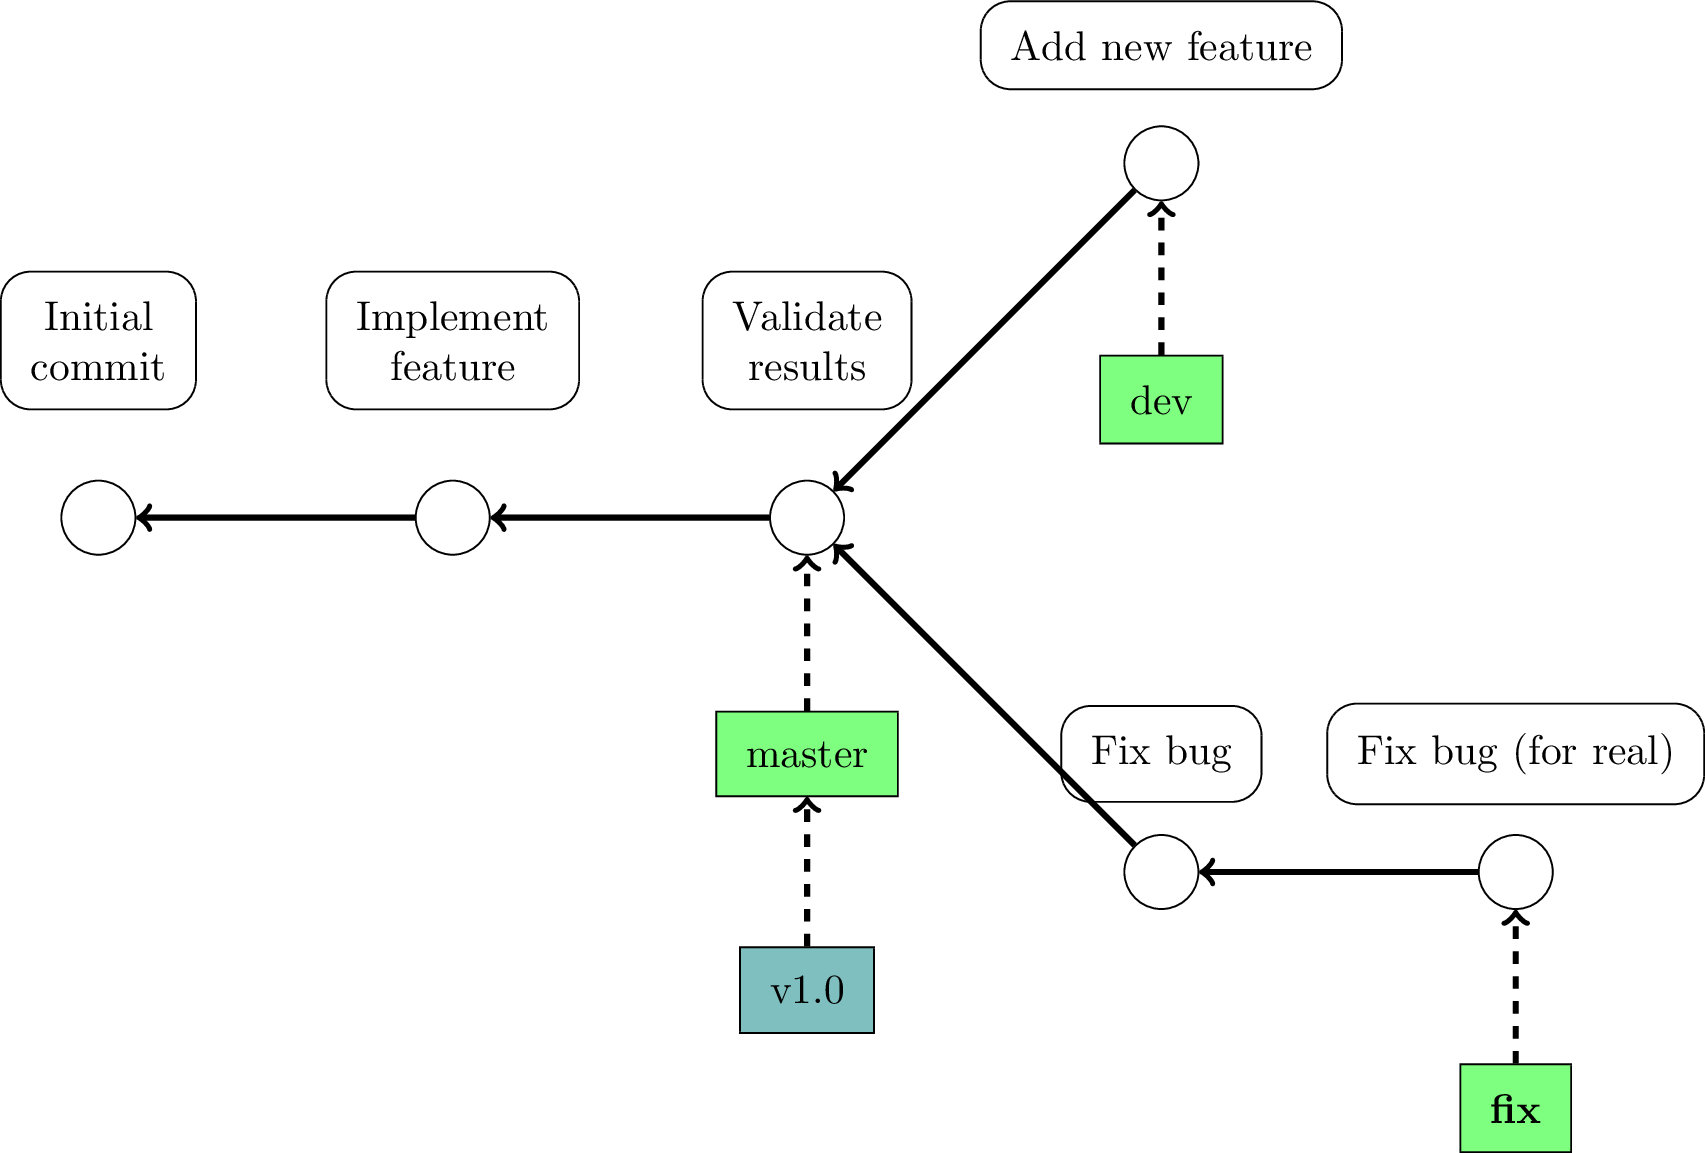 Add new feature
Initial
commit
Implement
feature
Validate
results
dev
master
Fix bug
Fix bug (for real)
v1.0
fix